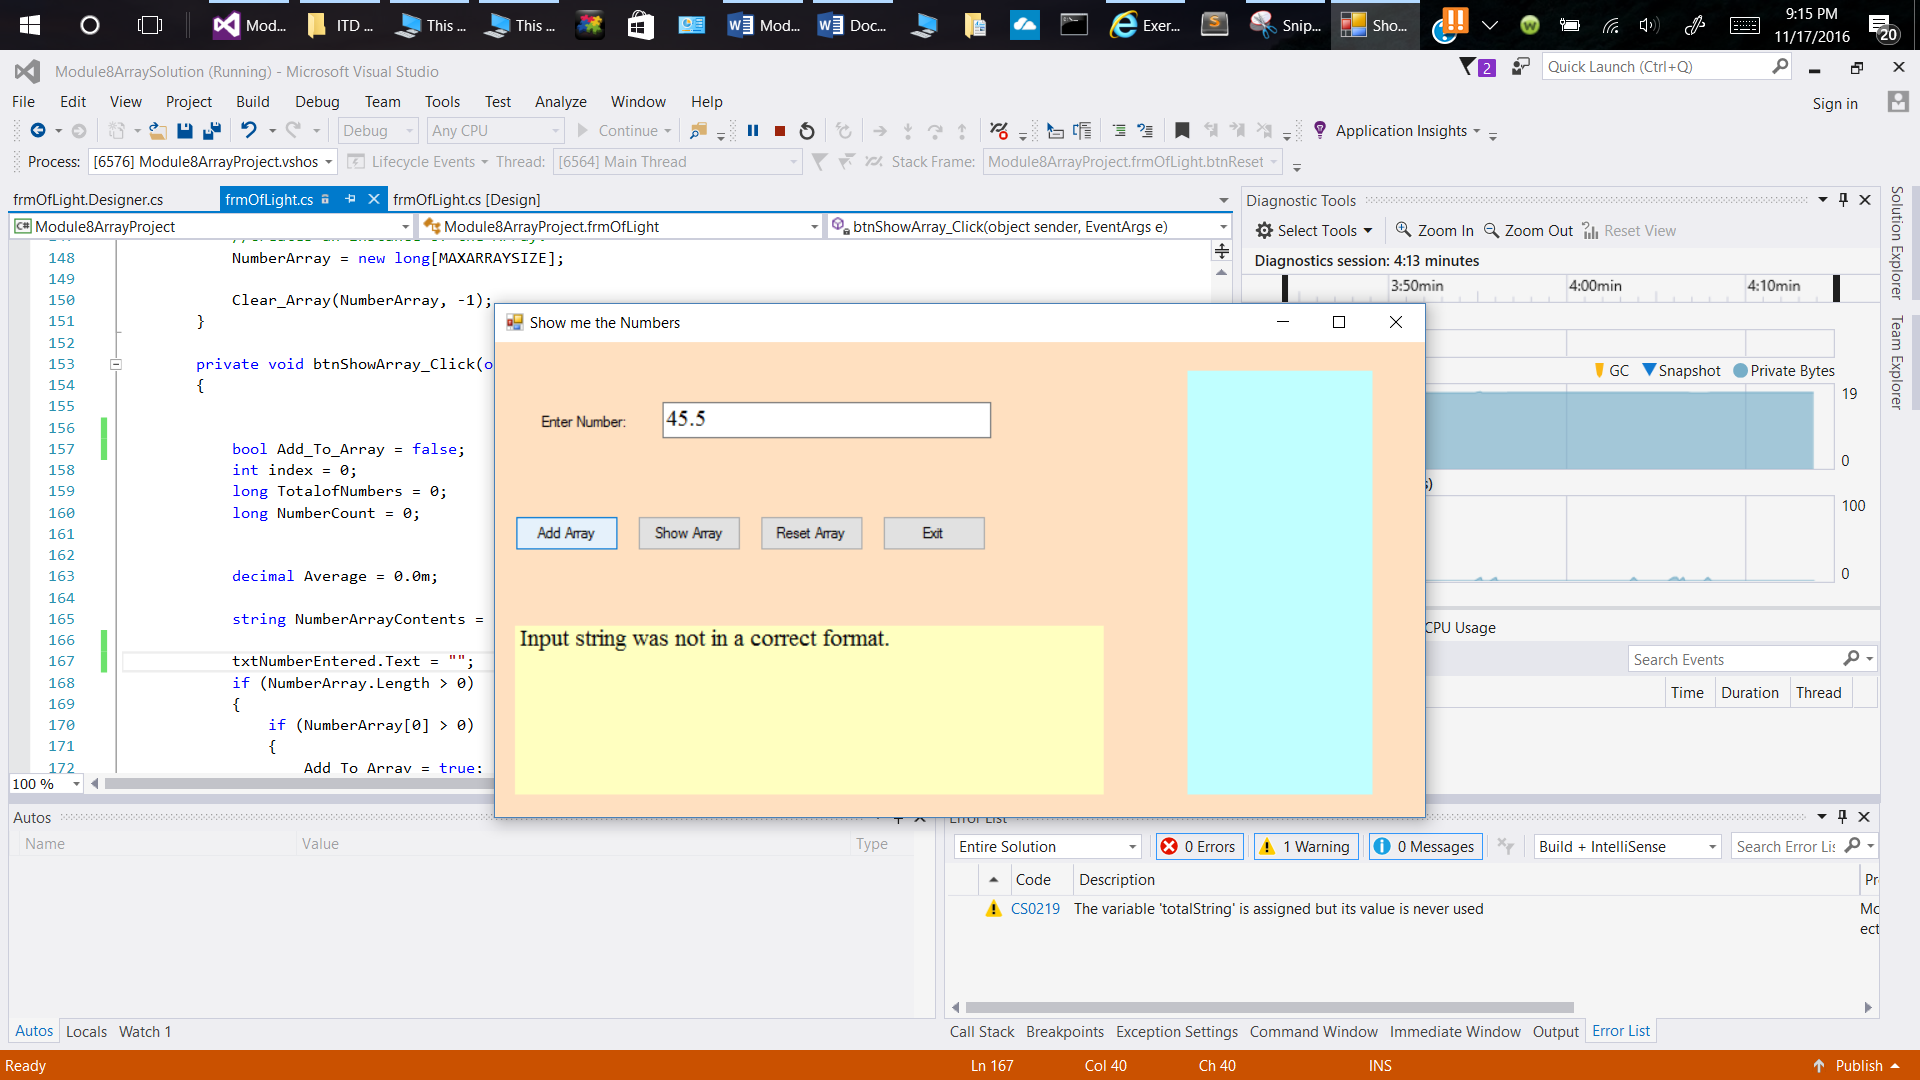 Mod...
ITD ...
This ...
This ...
Mod...
Doc...
Exer...
Snip...
Sho...
9:15 PM
11/17/2016
20
Module8ArraySolution (Running) - Microsoft Visual Studio
2
Quick Launch (Ctrl+Q)
File Edit View Project Build Debug Team Tools Test Analyze Window Help
Sign in
Debug
Any CPU
Continue
Application Insights
Process: [6576] Module8ArrayProject.vshos
Lifecycle Events
Thread: [6564] Main Thread
Stack Frame: Module8ArrayProject.frmOfLight.btnReset
frmOfLight.Designer.cs
frmOfLight.cs
frmOfLight.cs [Design]
Module8ArrayProject
Module8ArrayProject.frmOfLight
btnShowArray_Click(object sender, EventArgs e)
148 NumberArray = new long[MAXARRAYSIZE];
149
150 Clear_Array(NumberArray, -1);
151 }
152
153 private void btnShowArray_Click(o
154 {
155
156
157 bool Add_To_Array = false;
158 int index = 0;
159 long TotalofNumbers = 0;
160 long NumberCount = 0;
161
162
163 decimal Average = 0.0m;
164
165 string NumberArrayContents =
166
167 txtNumberEntered.Text = "";
168 if (NumberArray.Length > 0)
169 {
170 if (NumberArray[0] > 0)
171 {
172 Add_To_Array = true;
100 %
Show me the Numbers
Enter Number:
45.5
Add Array
Show Array
Reset Array
Exit
Input string was not in a correct format.
Diagnostic Tools
Select Tools
Zoom In
Zoom Out
Reset View
Diagnostics session: 4:13 minutes
3:50min
4:00min
4:10min
GC
Snapshot
Private Bytes
19
0
s)
100
0
CPU Usage
Search Events
Time
Duration
Thread
Solution Explorer
Team Explorer
Autos
Name
Value
Type
Autos
Locals
Watch 1
Error List
Entire Solution
0 Errors
1 Warning
0 Messages
Build + IntelliSense
Search Error Lis
Code
Description
Pr
CS0219
The variable 'totalString' is assigned but its value is never used
Mo
ect
Call Stack
Breakpoints
Exception Settings
Command Window
Immediate Window
Output
Error List
Ready
Ln 167
Col 40
Ch 40
INS
Publish